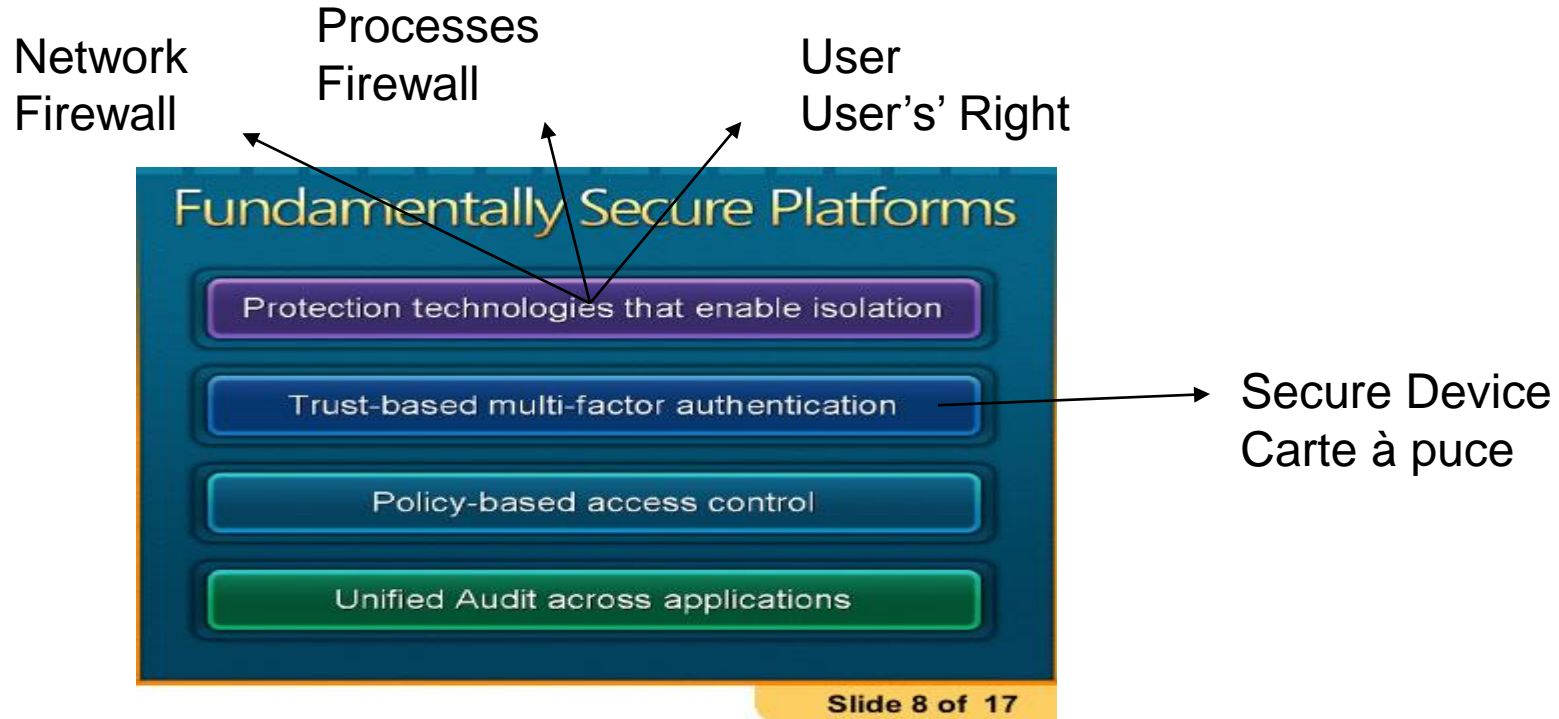 Network
Firewall
Processes
Firewall
User
User’s’ Right
Fundamentally Secure Platforms
Protection technologies that enable isolation
Trust-based multi-factor authentication
Policy-based access control
Unified Audit across applications
Secure Device
Carte à puce
Slide 8 of 17